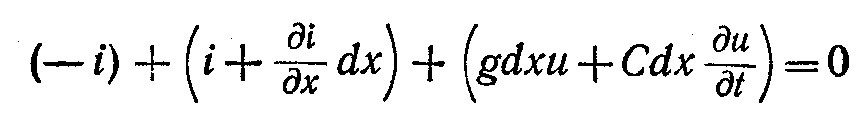 (− i) + (i + ∂i/∂x dx) + (gdxu + Cdx ∂u/∂t) = 0